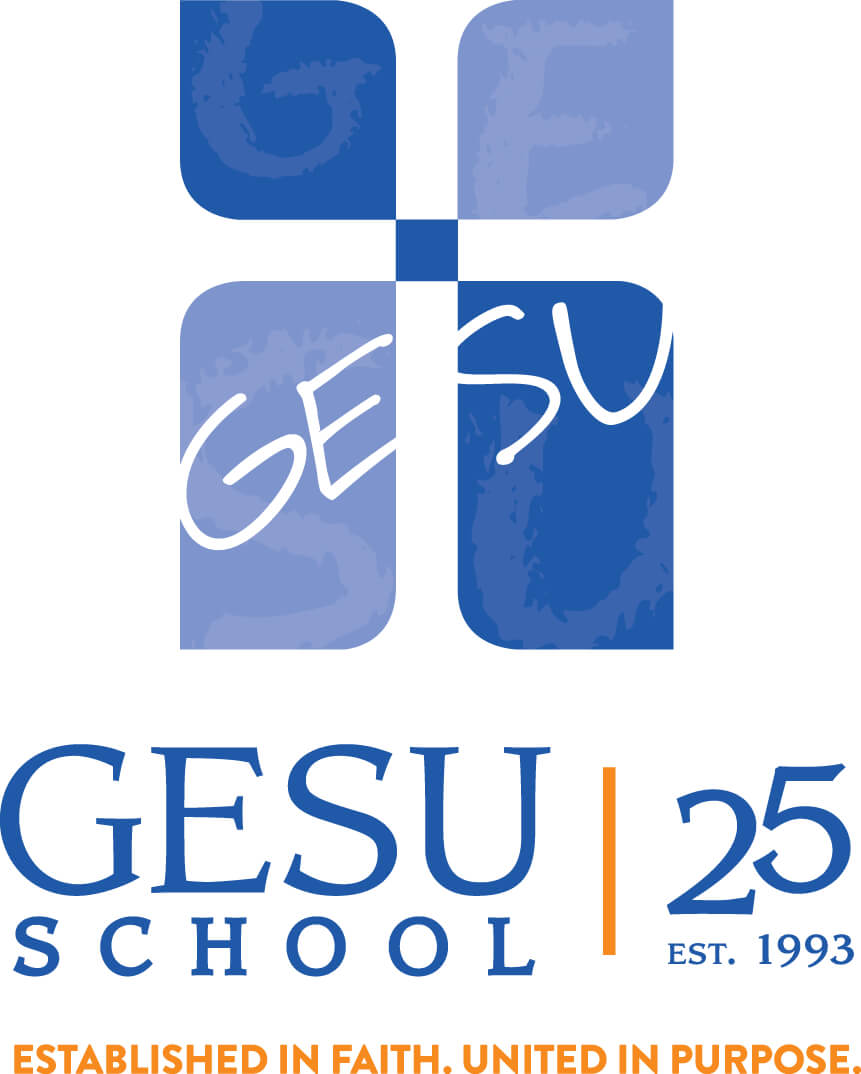 G E
S U
GESU
GESU
SCHOOL
25
EST. 1993
ESTABLISHED IN FAITH. UNITED IN PURPOSE.